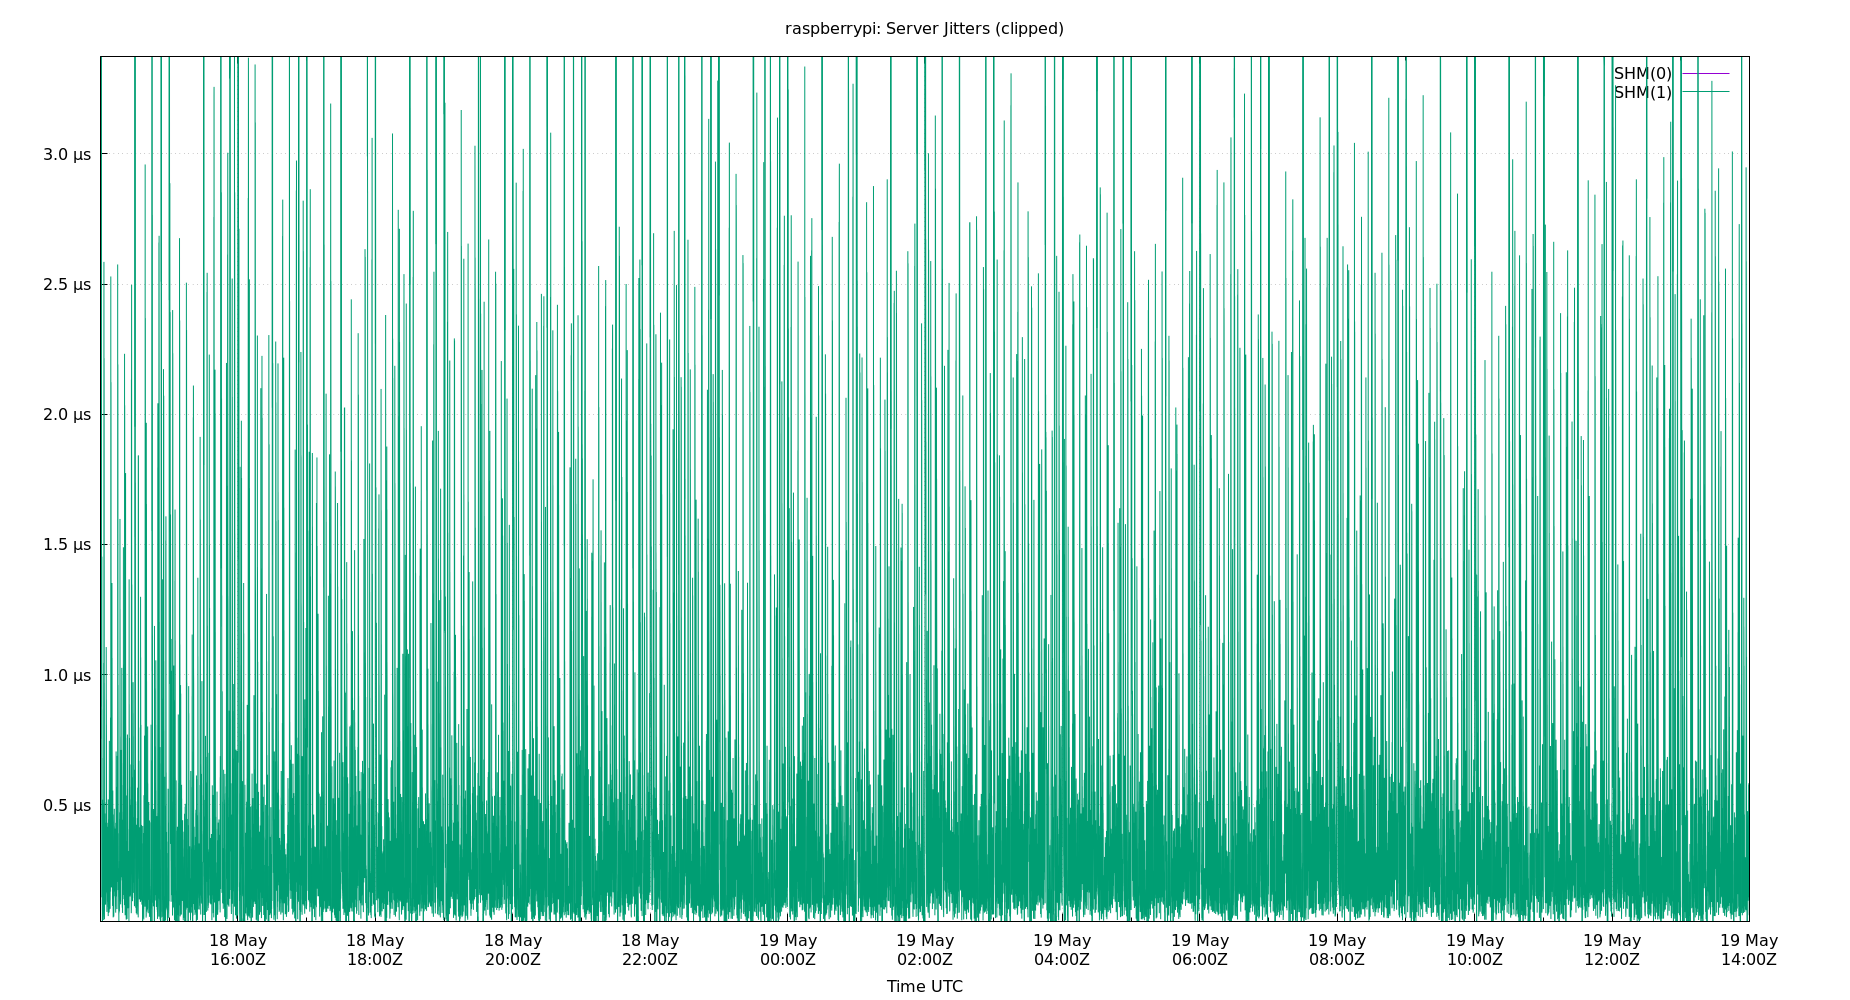 raspberrypi: Server Jitters (clipped)
SHM(0)
SHM(1)
3.0 µs
2.5 µs
2.0 µs
1.5 µs
1.0 µs
0.5 µs
18 May 18 May 18 May 18 May 19 May 19 May 19 May 19 May 19 May 19 May 19 May 19 May
16:00Z 18:00Z 20:00Z 22:00Z 00:00Z 02:00Z 04:00Z 06:00Z 08:00Z 10:00Z 12:00Z 14:00Z
Time UTC